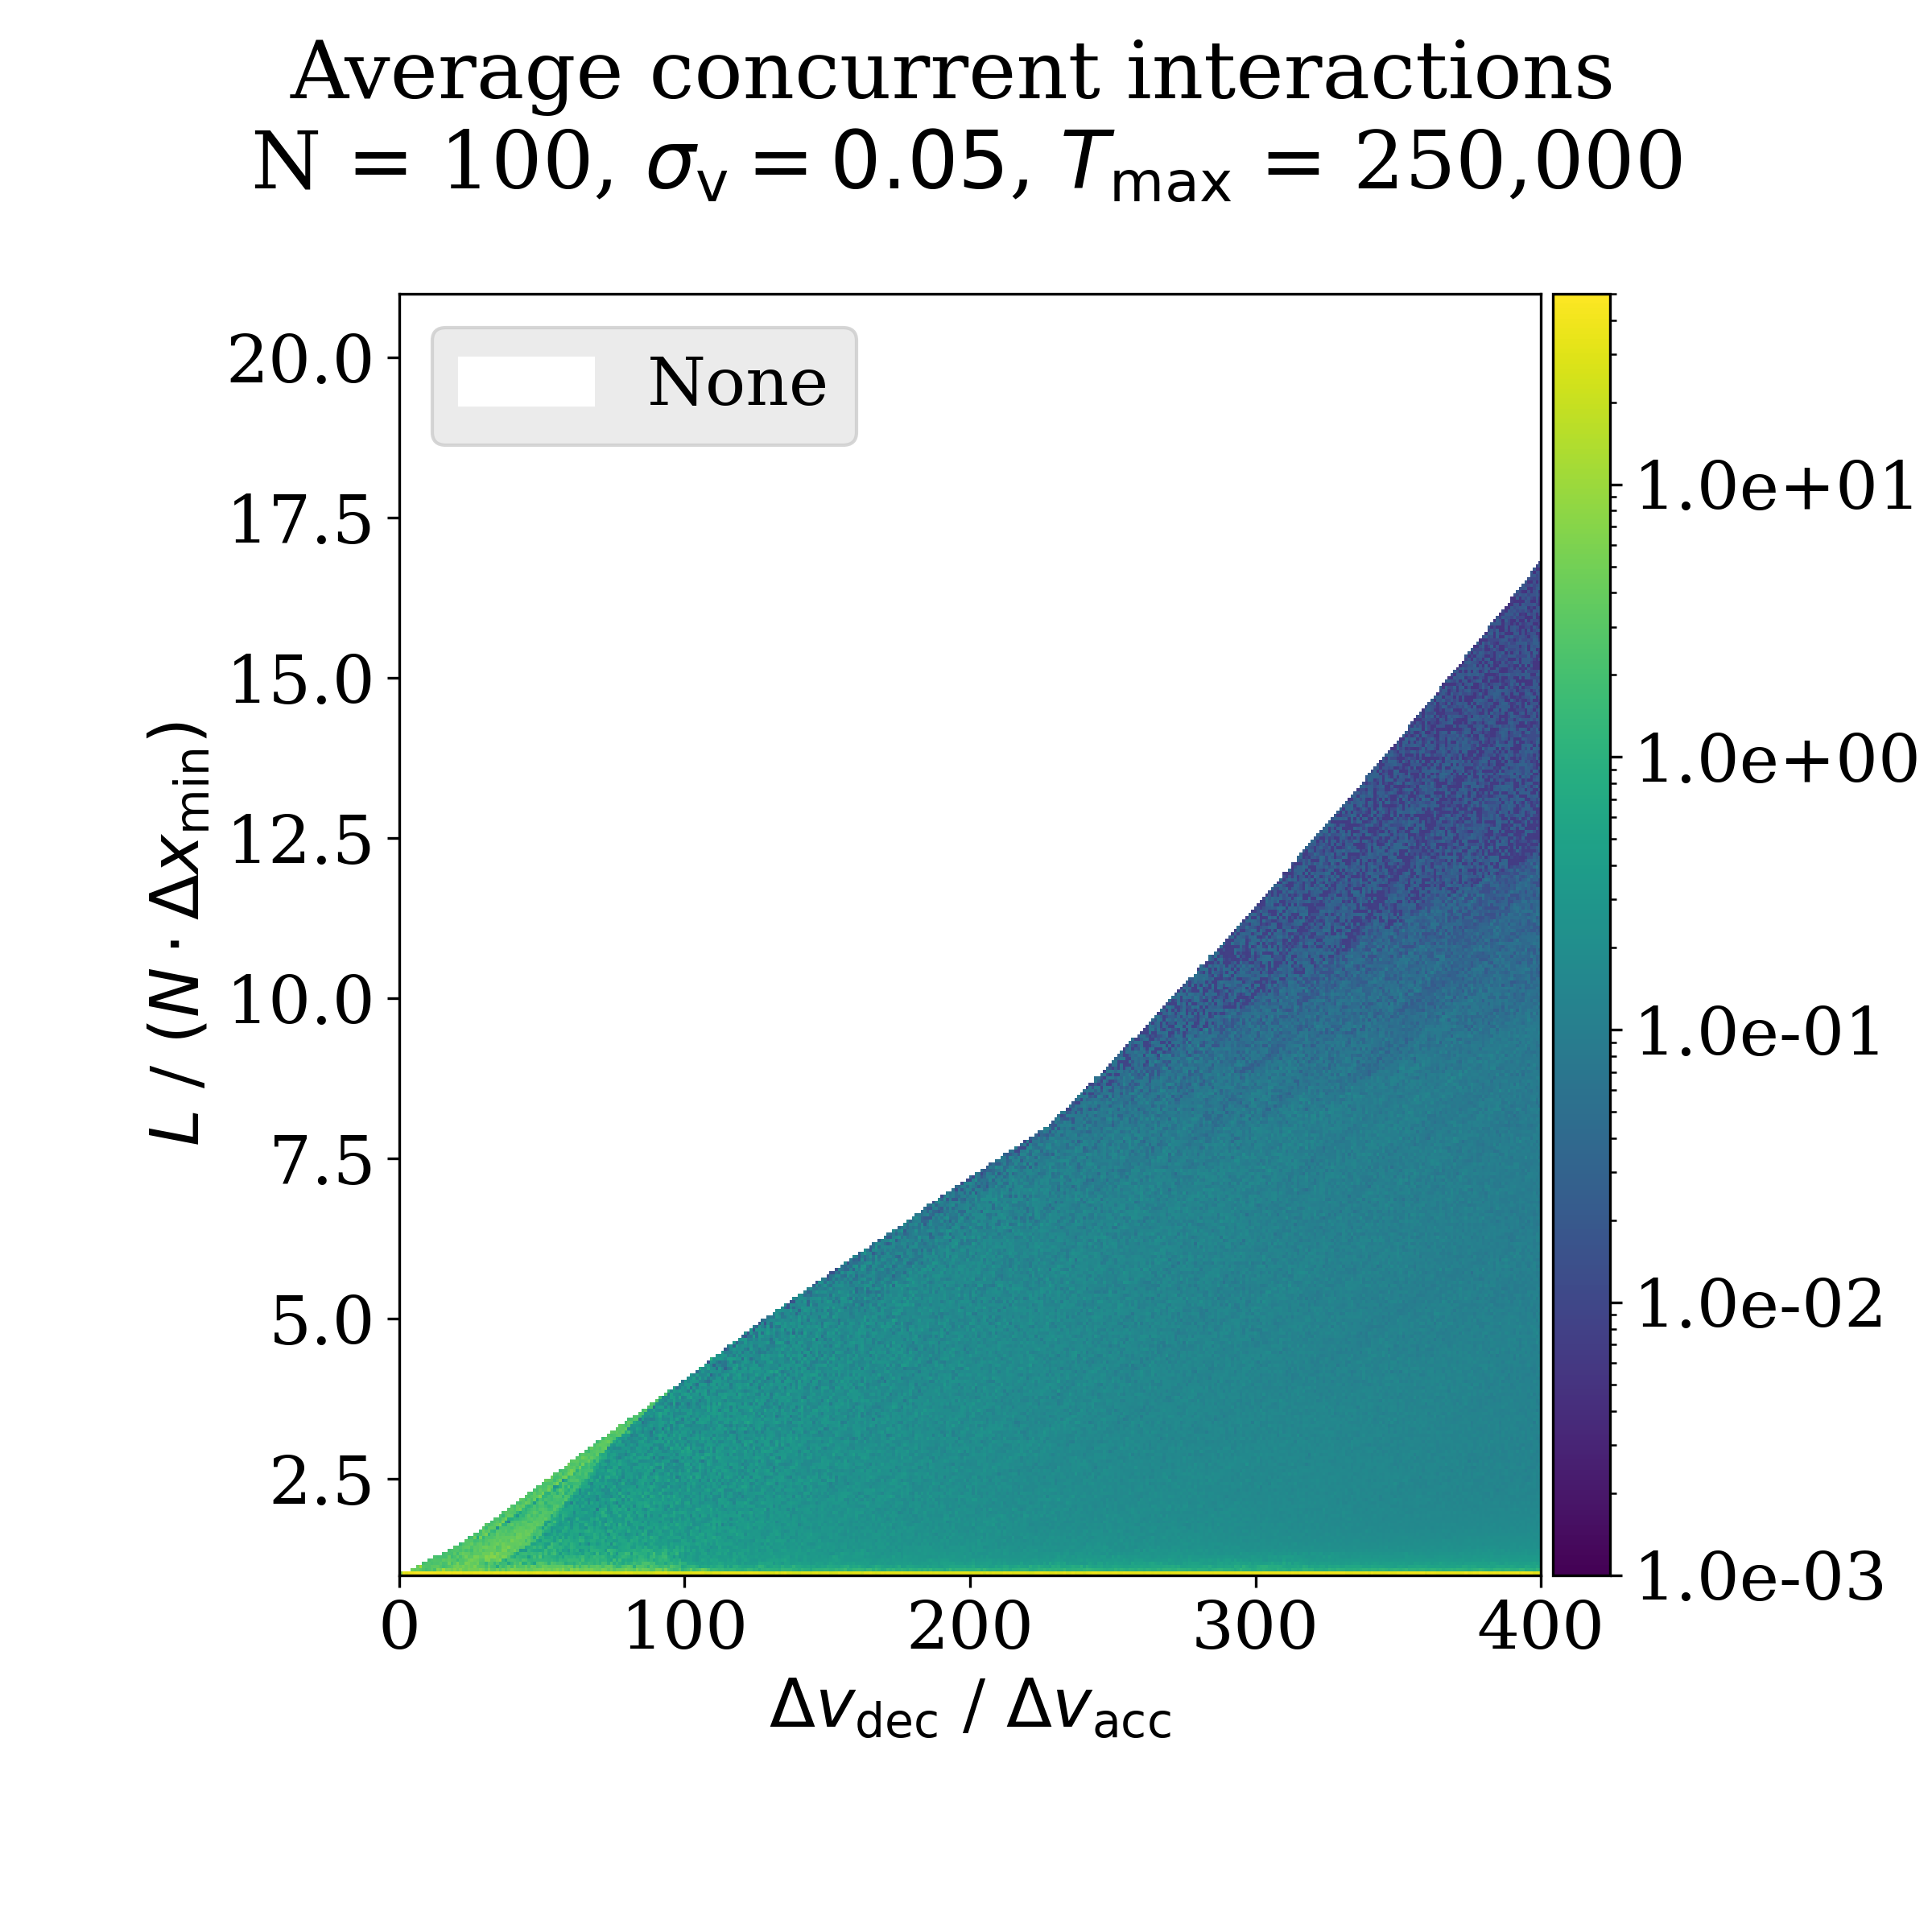 Average concurrent interactions
N = 100, σv = 0.05, Tmax = 250,000
None
20.0
17.5
15.0
12.5
10.0
7.5
5.0
2.5
L / (N · Δxmin)
0 100 200 300 400
Δvdec / Δvacc
1.0e+01
1.0e+00
1.0e-01
1.0e-02
1.0e-03